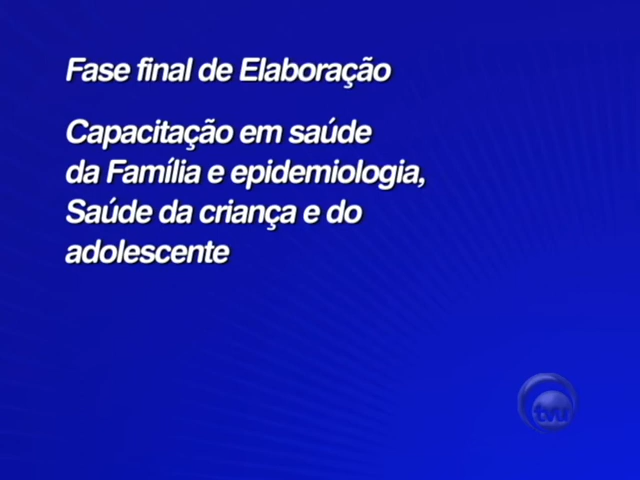 Fase final de Elaboração
Capacitação em saúde
da Família e epidemiologia,
Saúde da criança e do
adolescente
tvu